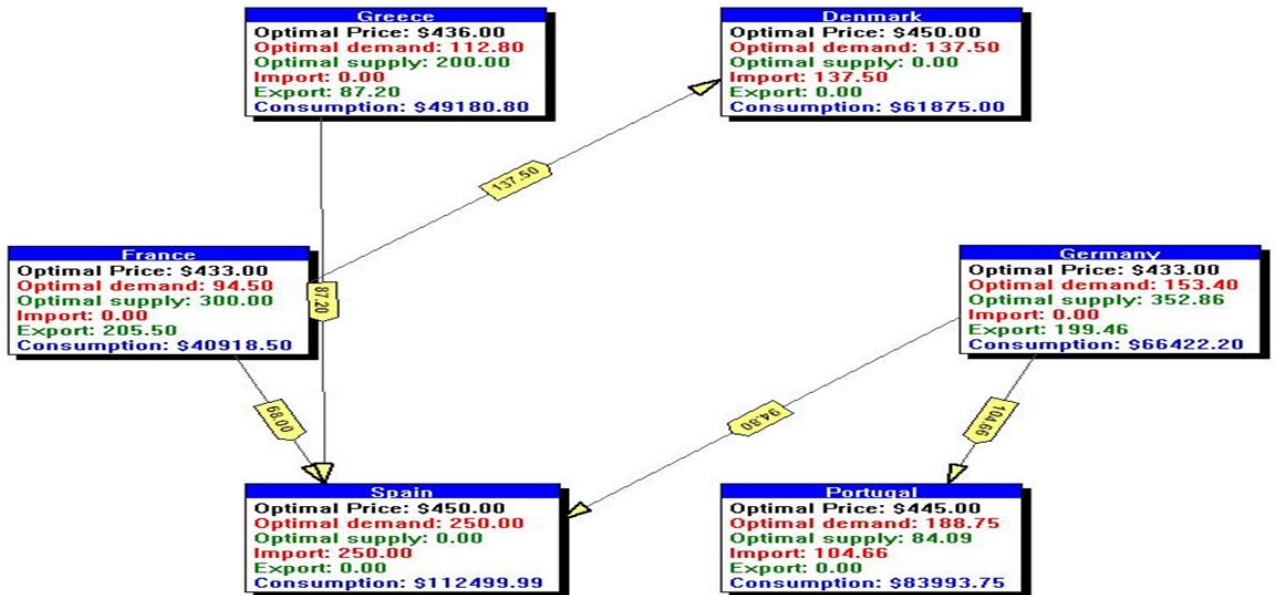 Greece
Optimal Price: $436.00
Optimal demand: 112.80
Optimal supply: 200.00
Import: 0.00
Export: 87.20
Consumption: $49180.80
Denmark
Optimal Price: $450.00
Optimal demand: 137.50
Optimal supply: 0.00
Import: 137.50
Export: 0.00
Consumption: $61875.00
137.50
France
Optimal Price: $433.00
Optimal demand: 94.50
Optimal supply: 300.00
Import: 0.00
Export: 205.50
Consumption: $40918.50
87.20
Germany
Optimal Price: $433.00
Optimal demand: 153.40
Optimal supply: 352.86
Import: 0.00
Export: 199.46
Consumption: $66422.20
68.00
94.80
104.66
Spain
Optimal Price: $450.00
Optimal demand: 250.00
Optimal supply: 0.00
Import: 250.00
Export: 0.00
Consumption: $112499.99
Portugal
Optimal Price: $445.00
Optimal demand: 188.75
Optimal supply: 84.09
Import: 104.66
Export: 0.00
Consumption: $83993.75